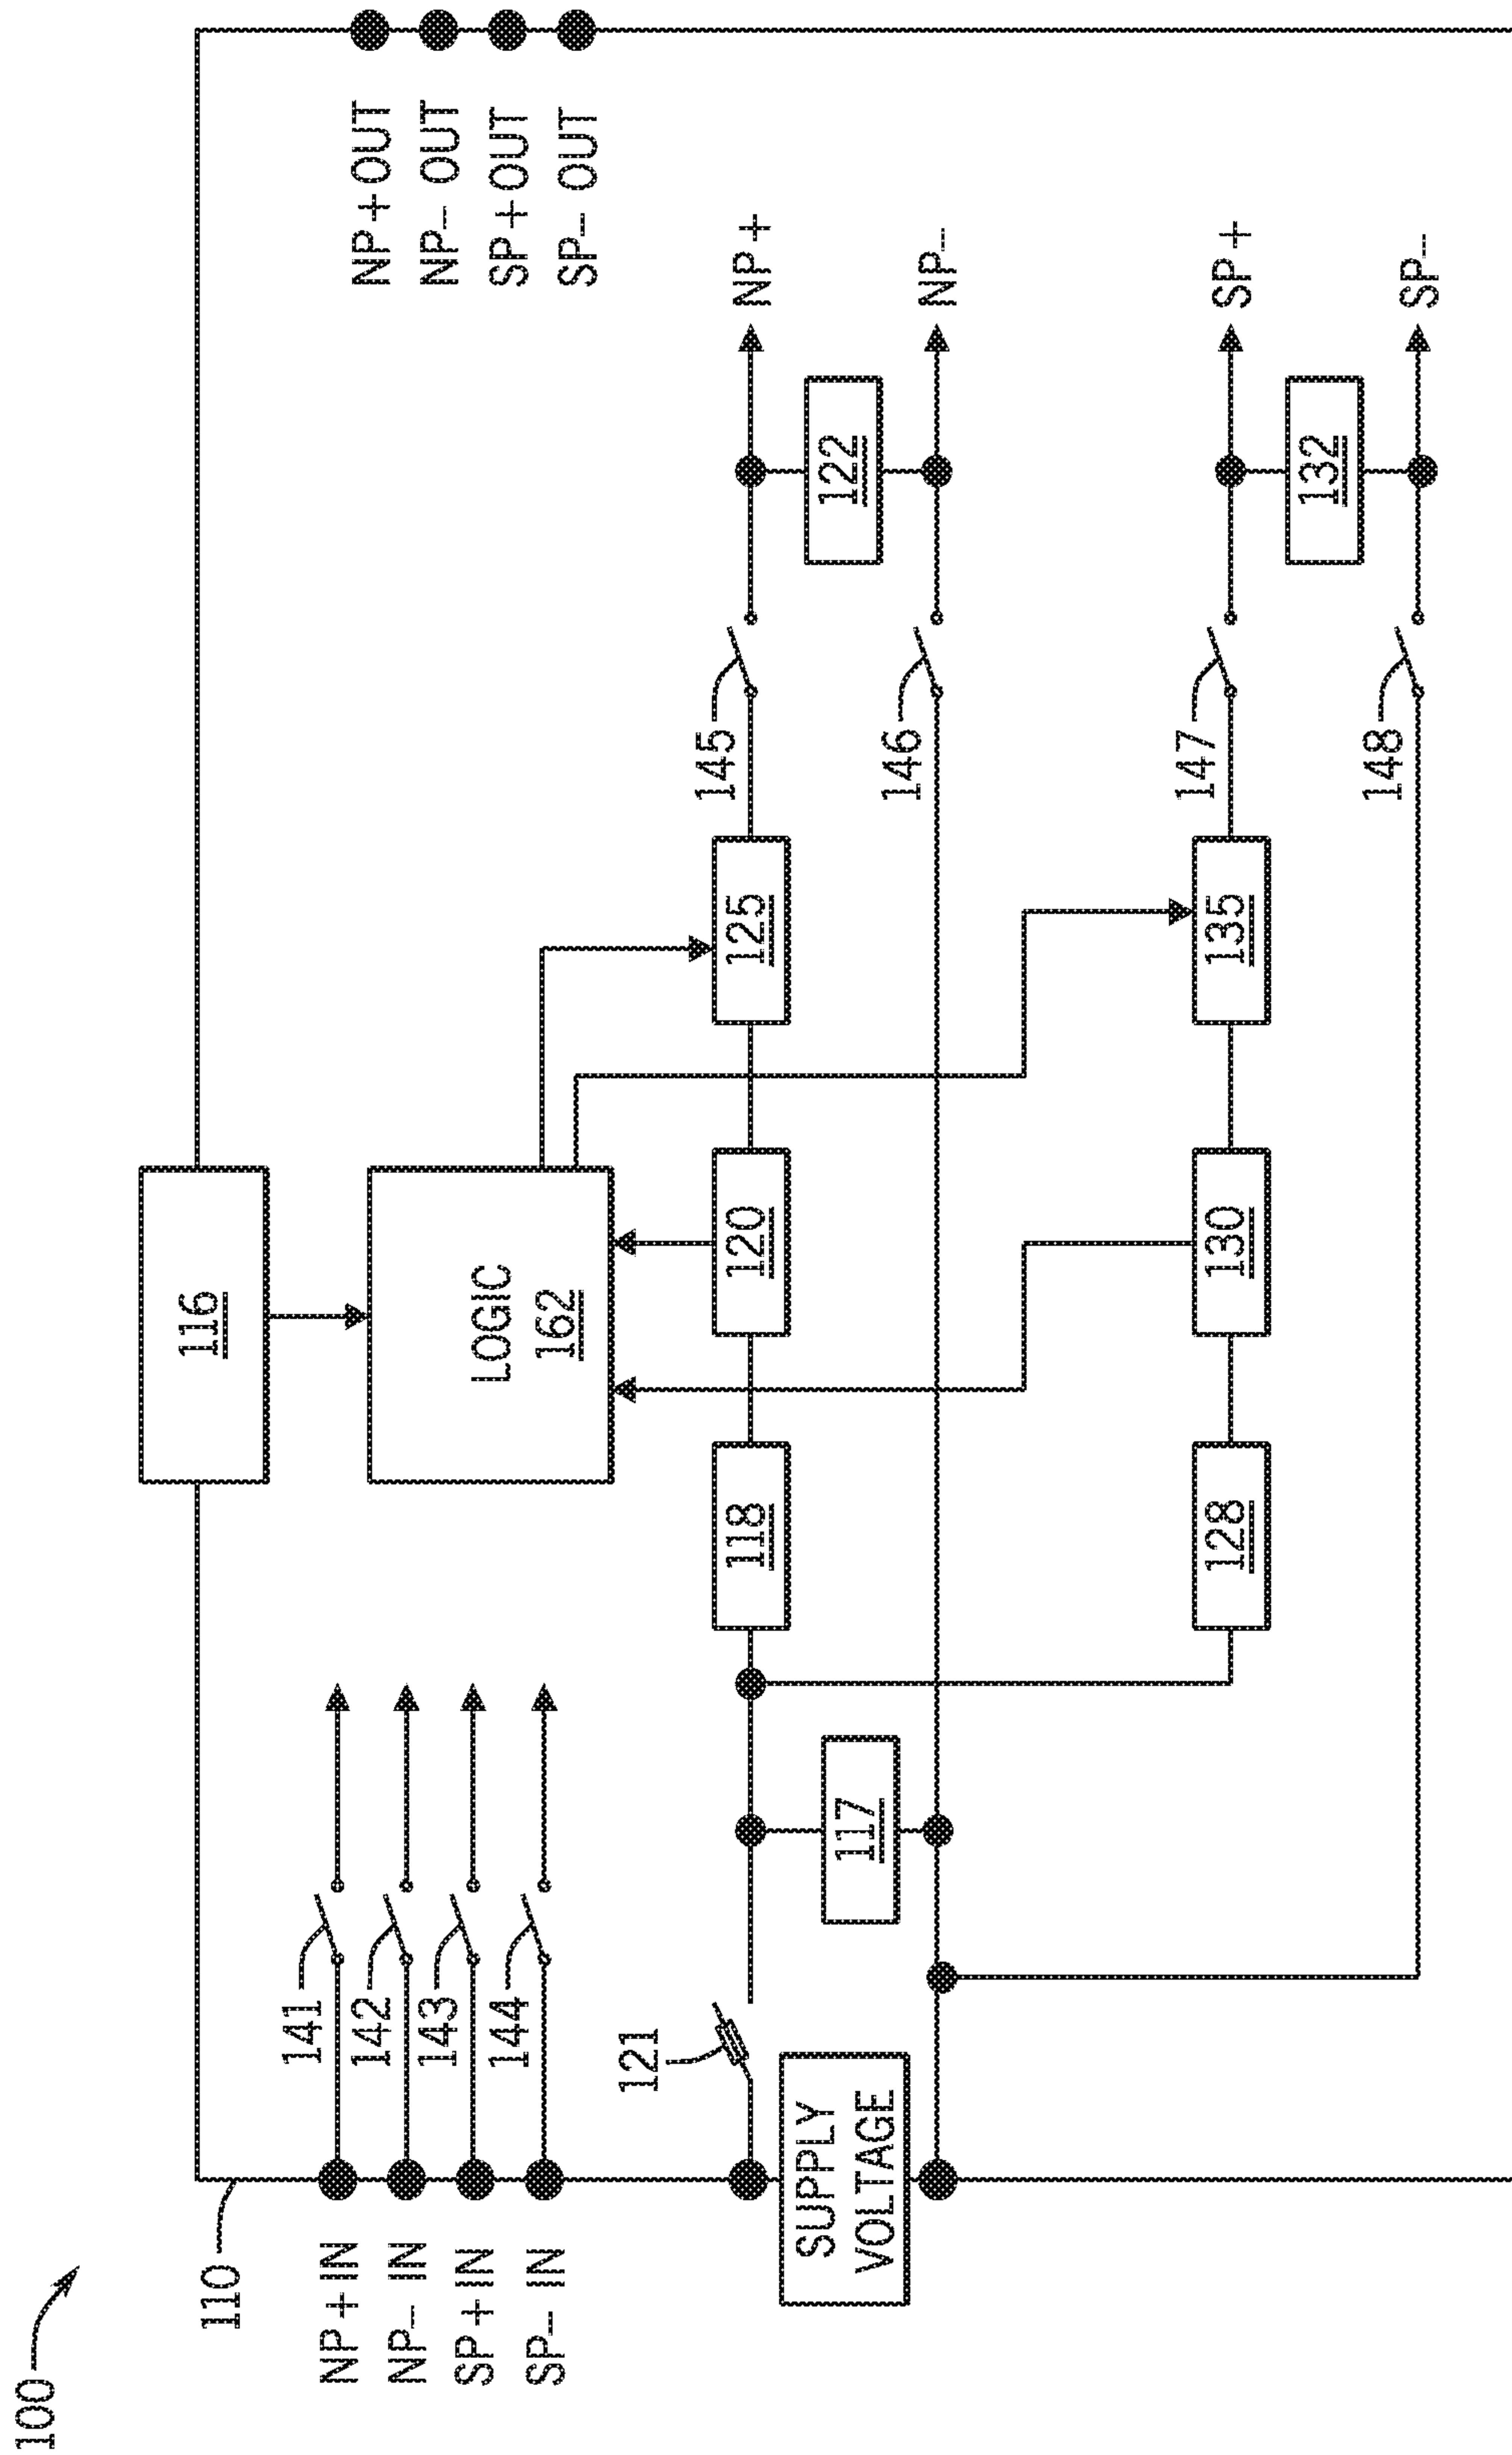 100
110
116
NP+OUT
NP– OUT
SP+OUT
SP– OUT
NP+ IN
NP– IN
SP+ IN
SP– IN
141
142
143
144
LOGIC
162
121
SUPPLY
VOLTAGE
117
118
120
125
145
146
122
NP+
NP–
128
130
135
147
148
132
SP+
SP–